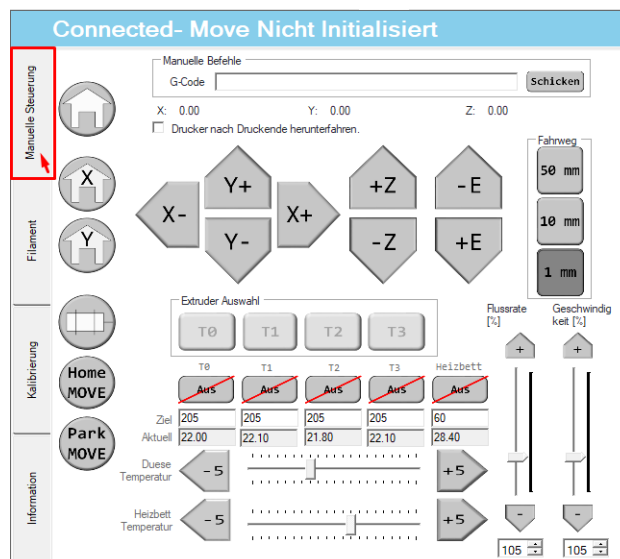 Connected- Move Nicht Initialisiert
Manuelle Steuerung
Filament
Kalibrierung
Information
X
Y
Home
MOVE
Park
MOVE
Manuelle Befehle
G-Code
Schicken
X: 0.00 Y: 0.00 Z: 0.00
Drucker nach Druckende herunterfahren.
X-
Y+
Y-
X+
+Z
-Z
-E
+E
Fahrweg
50 mm
10 mm
1 mm
Extruder Auswahl
T0 T1 T2 T3
T0 T1 T2 T3 Heizbett
Aus Aus Aus Aus Aus
Ziel 205 205 205 205 60
Aktuell 22.00 22.10 21.80 22.10 28.40
Duese
Temperatur
-5 +5
Heizbett
Temperatur
-5 +5
Flussrate
[%]
+
-
105
Geschwindig
keit [%]
+
-
105